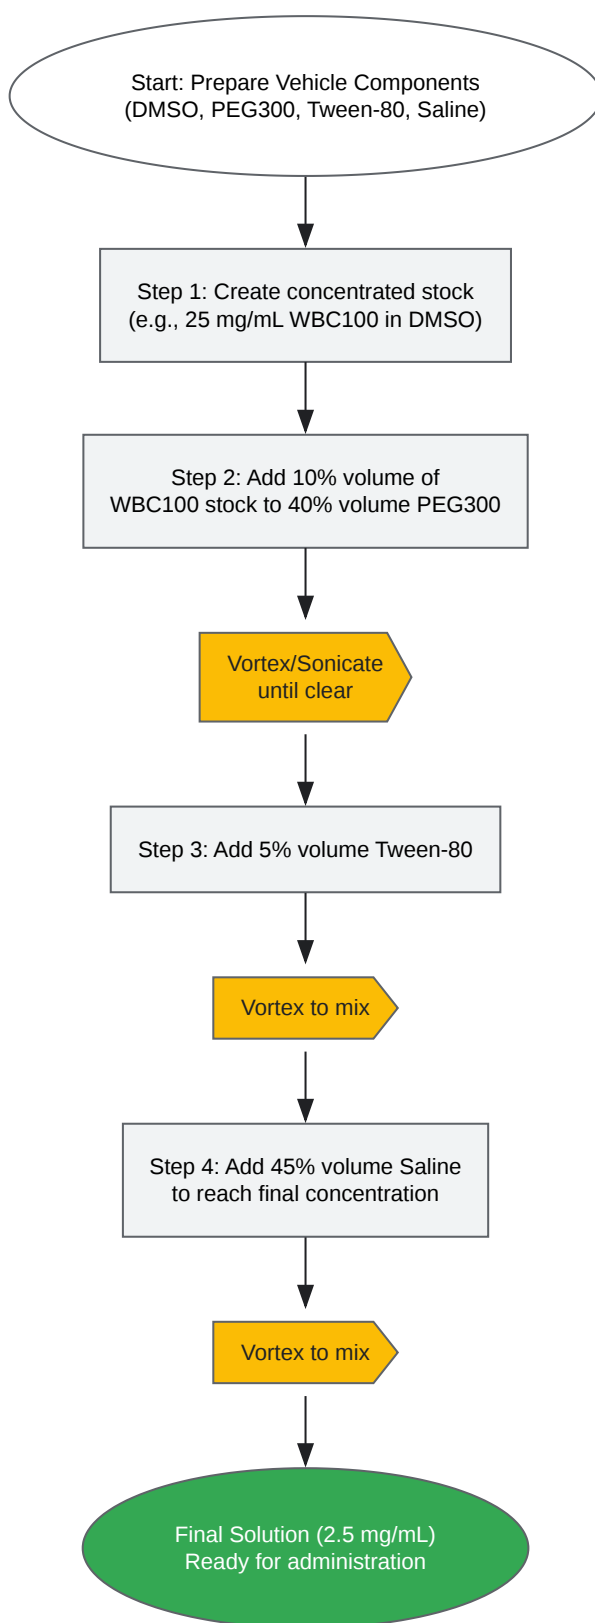 Start: Prepare Vehicle Components
(DMSO, PEG300, Tween-80, Saline)
Step 1: Create concentrated stock
(e.g., 25 mg/mL WBC100 in DMSO)
Step 2: Add 10% volume of
WBC100 stock to 40% volume PEG300
Vortex/Sonicate
until clear
Step 3: Add 5% volume Tween-80
Vortex to mix
Step 4: Add 45% volume Saline
to reach final concentration
Vortex to mix
Final Solution (2.5 mg/mL)
Ready for administration